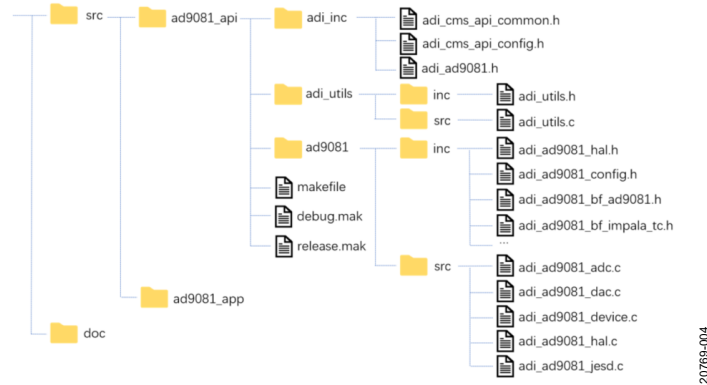 src
ad9081_api
adi_inc
adi_cms_api_common.h
adi_cms_api_config.h
adi_ad9081.h
adi_utils
inc
adi_utils.h
src
adi_utils.c
ad9081
inc
adi_ad9081_hal.h
adi_ad9081_config.h
adi_ad9081_bf_ad9081.h
adi_ad9081_bf_impala_tc.h
...
makefile
debug.mak
release.mak
src
adi_ad9081_adc.c
adi_ad9081_dac.c
adi_ad9081_device.c
adi_ad9081_hal.c
adi_ad9081_jesd.c
ad9081_app
doc
20769-004